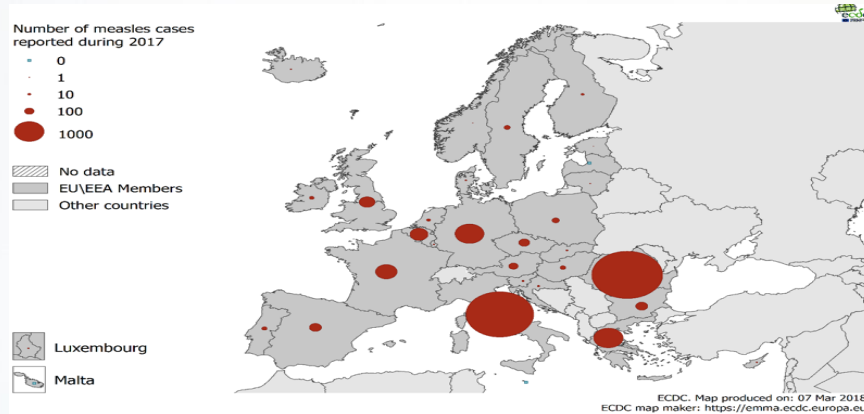 ecdc
Number of measles cases
reported during 2017
0
1
10
100
1000
No data
EU\EEA Members
Other countries
Luxembourg
Malta
ECDC. Map produced on: 07 Mar 2018
ECDC map maker: https://emma.ecdc.europa.eu